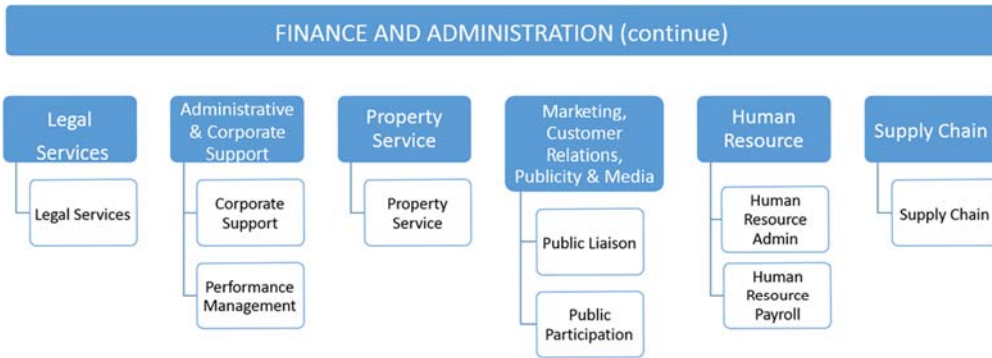 FINANCE AND ADMINISTRATION (continue)
Legal
Services
Legal Services
Administrative
& Corporate
Support
Corporate
Support
Performance
Management
Property
Service
Property
Service
Marketing,
Customer
Relations,
Publicity & Media
Public Liaison
Public
Participation
Human
Resource
Human
Resource
Admin
Human
Resource
Payroll
Supply Chain
Supply Chain